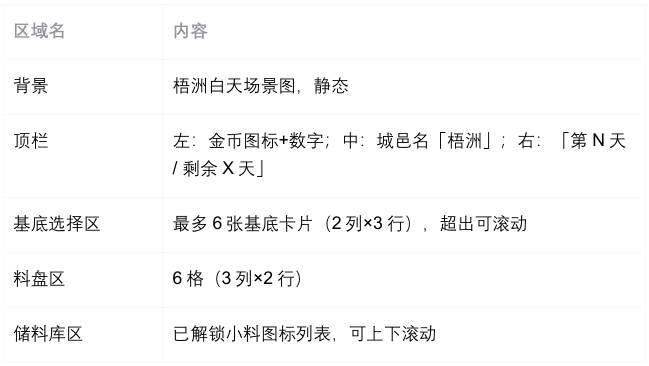 区域名 内容
背景 梧洲白天场景图，静态
顶栏 左：金币图标+数字；中：城邑名「梧洲」；右：「第 N 天
/ 剩余 X 天」
基底选择区 最多 6 张基底卡片（2 列×3 行），超出可滚动
料盘区 6 格（3 列×2 行）
储料库区 已解锁小料图标列表，可上下滚动